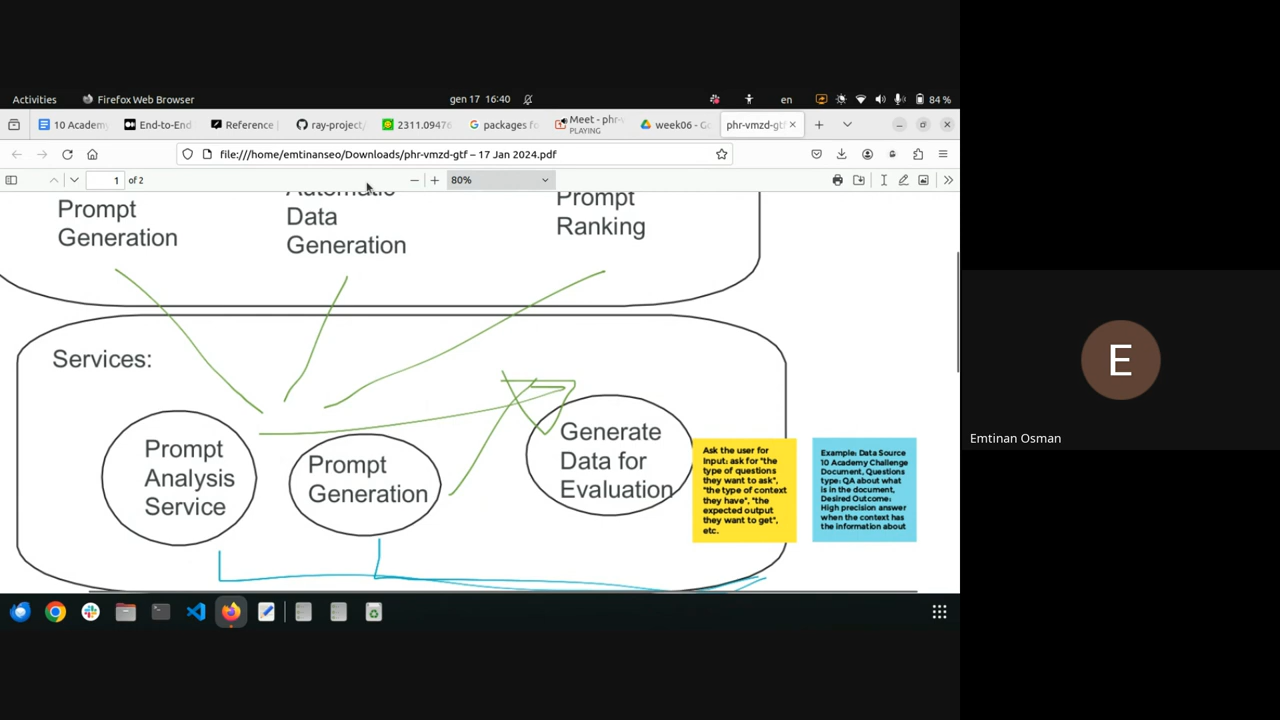 Activities
Firefox Web Browser
gen 17 16:40
en
84 %
10 Academ
End-to-End
Reference
ray-project/
2311.09476
packages fo
Meet - phr-
PLAYING
week06 - Go
phr-vmzd-gtf
file:///home/emtinanseo/Downloads/phr-vmzd-gtf – 17 Jan 2024.pdf
1
of 2
80%
Prompt
Generation
Automatic
Data
Generation
Prompt
Ranking
Services:
Prompt
Analysis
Service
Prompt
Generation
Generate
Data for
Evaluation
Ask the user for
Input: ask for "the
type of questions
they want to ask",
"the type of context
they have", "the
expected output
they want to get",
etc.
Example: Data Source
10 Academy Challenge
Document, Questions
type: QA about what
is in the document,
Desired Outcome:
High precision answer
when the context has
the information about
E
Emtinan Osman